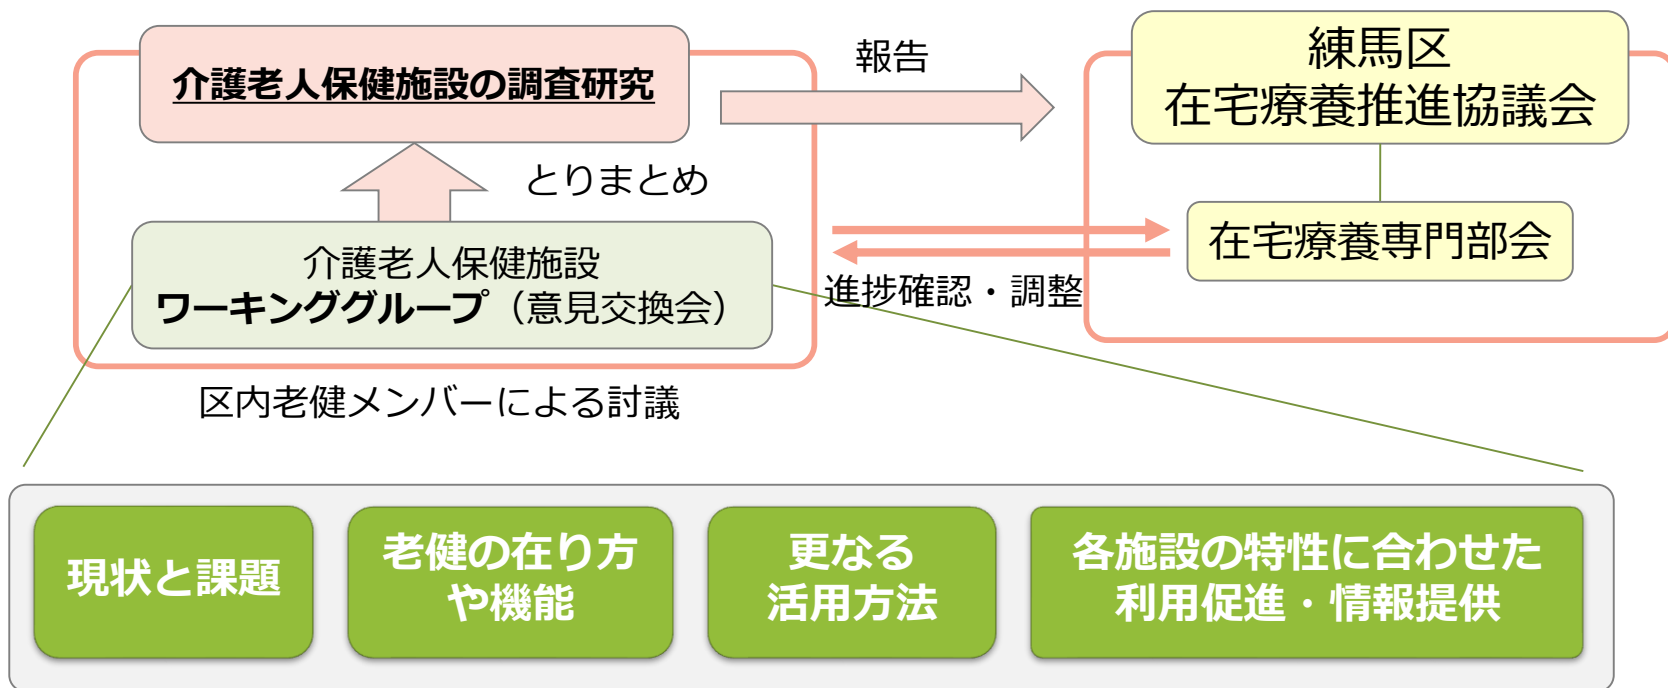 介護老人保健施設の調査研究
報告
練馬区
在宅療養推進協議会
とりまとめ
在宅療養専門部会
介護老人保健施設
ワーキンググループ（意見交換会）
進捗確認・調整
区内老健メンバーによる討議
現状と課題
老健の在り方
や機能
更なる
活用方法
各施設の特性に合わせた
利用促進・情報提供